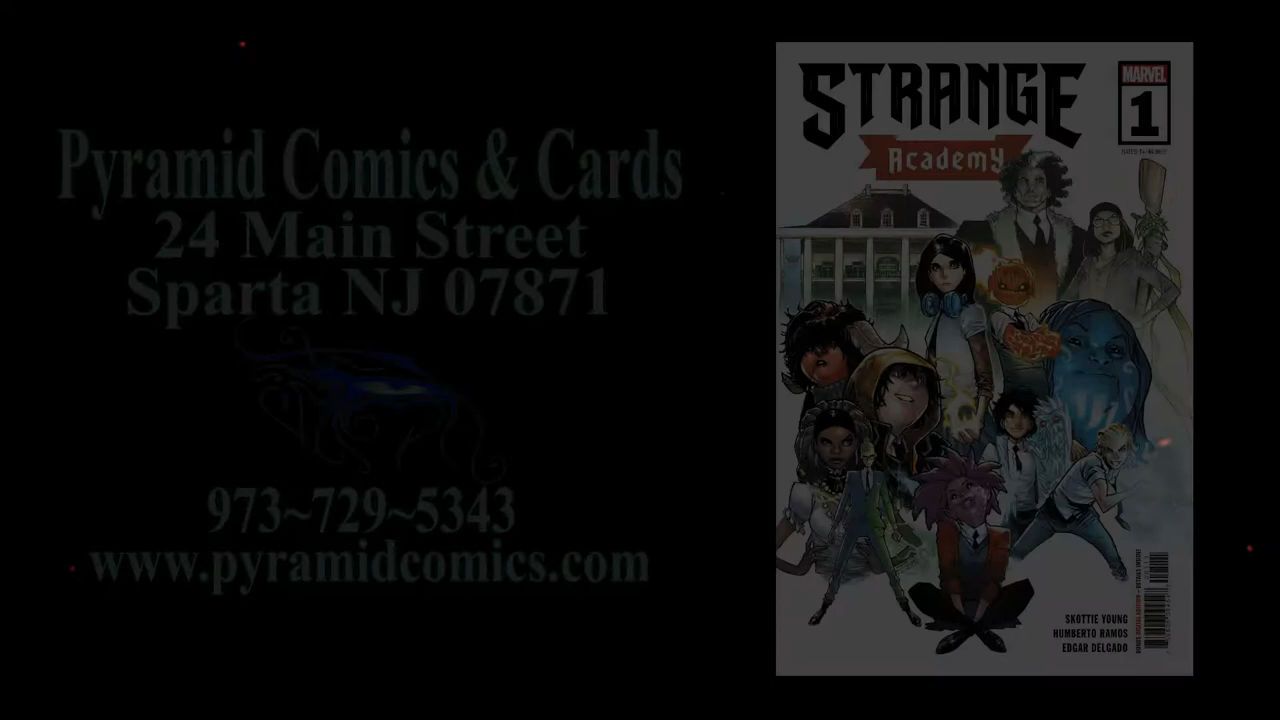 Pyramid Comics & Cards
24 Main Street
Sparta NJ 07871
973~729~5343
www.pyramidcomics.com
STRANGE
Academy
MARVEL
1
SKOTTIE YOUNG
HUMBERTO RAMOS
EDGAR DELGADO